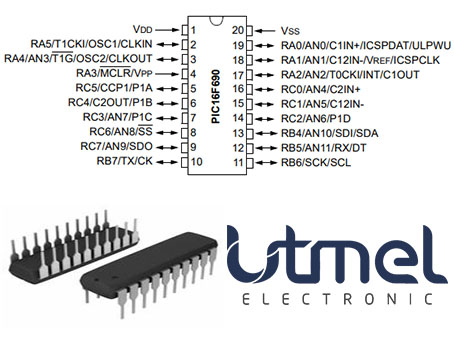 VDD 1 20 VSS
RA5/T1CKI/OSC1/CLKIN 2 19 RA0/AN0/C1IN+/ICSPDAT/ULPWU
RA4/AN3/T1G/OSC2/CLKOUT 3 18 RA1/AN1/C12IN-/VREF/ICSPCLK
RA3/MCLR/VPP 4 17 RA2/AN2/T0CKI/INT/C1OUT
RC5/CCP1/P1A 5 16 RC0/AN4/C2IN+
RC4/C2OUT/P1B 6 15 RC1/AN5/C12IN-
RC3/AN7/P1C 7 14 RC2/AN6/P1D
RC6/AN8/SS 8 13 RB4/AN10/SDI/SDA
RC7/AN9/SDO 9 12 RB5/AN11/RX/DT
RB7/TX/CK 10 11 RB6/SCK/SCL
PIC16F690
utmel
ELECTRONIC